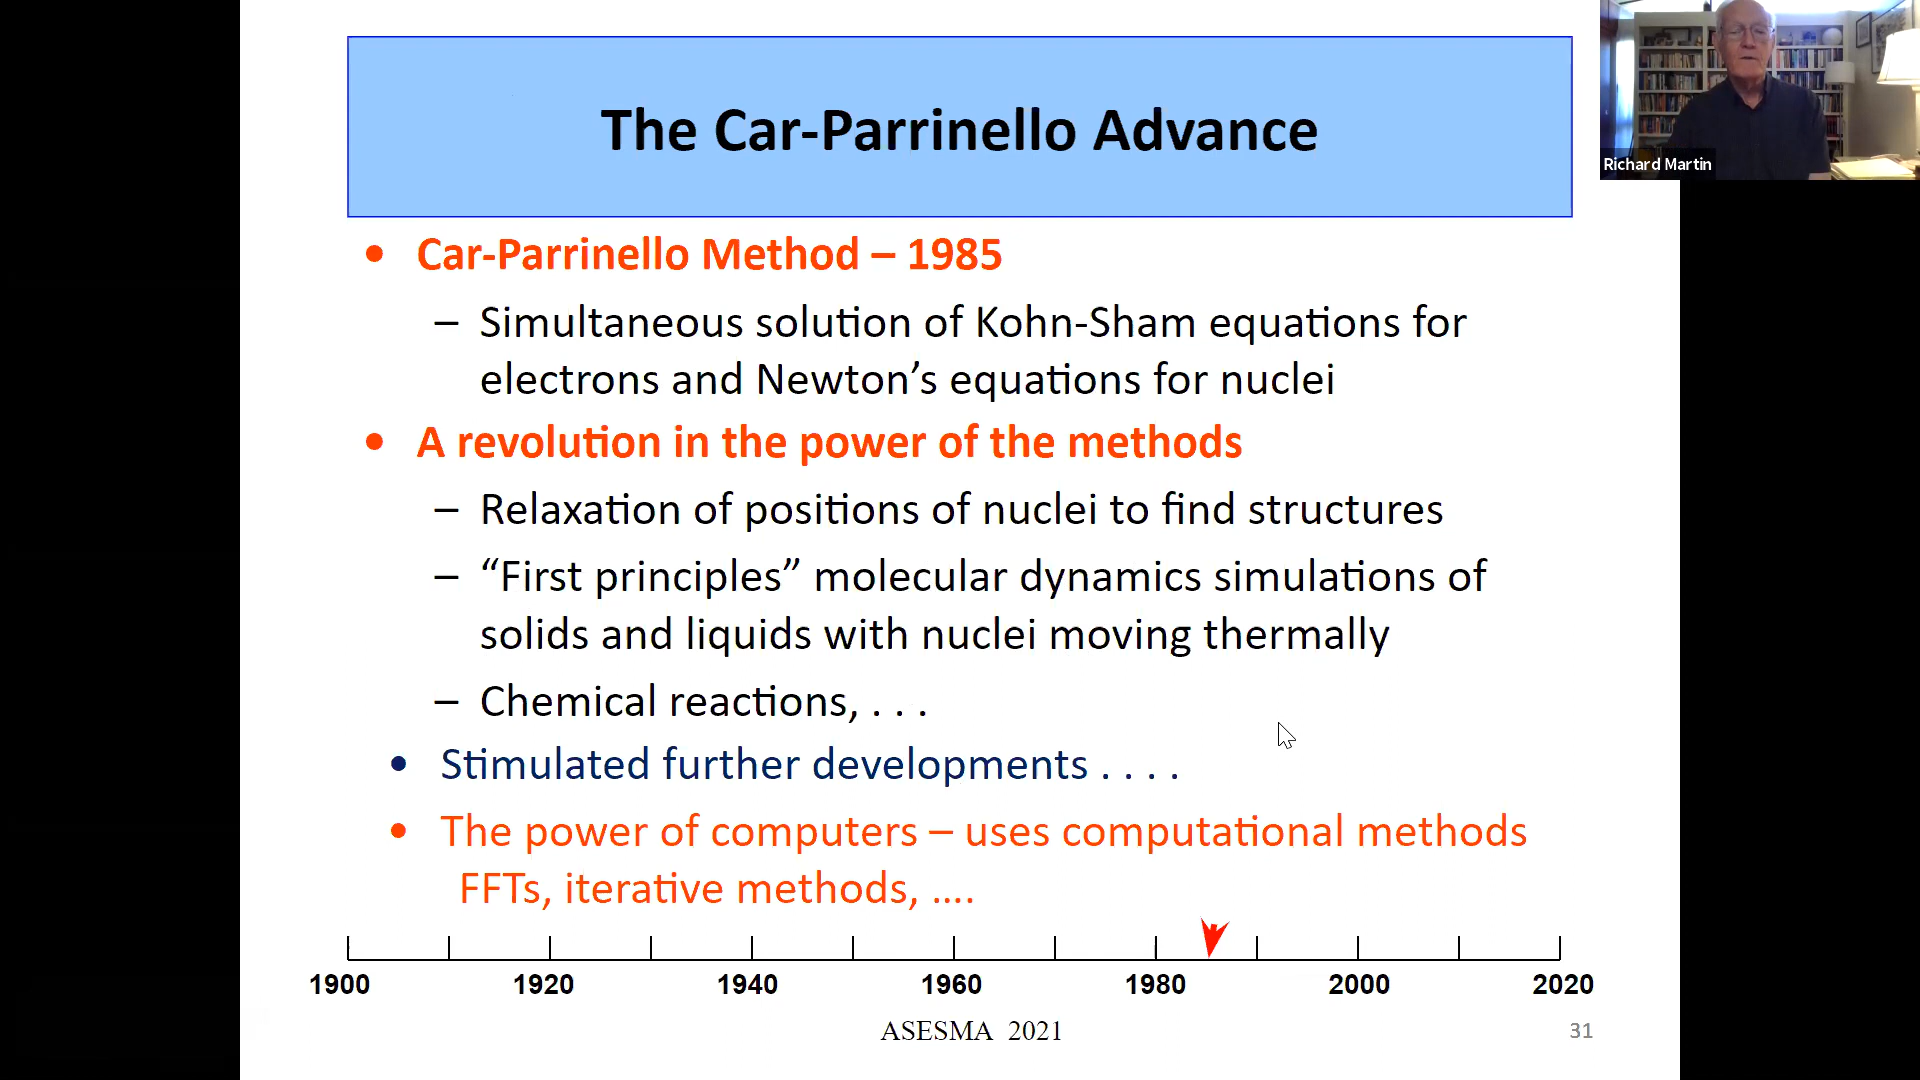 The Car-Parrinello Advance
Richard Martin
• Car-Parrinello Method – 1985
– Simultaneous solution of Kohn-Sham equations for
electrons and Newton’s equations for nuclei
• A revolution in the power of the methods
– Relaxation of positions of nuclei to find structures
– “First principles” molecular dynamics simulations of
solids and liquids with nuclei moving thermally
– Chemical reactions, . . .
• Stimulated further developments . . . .
• The power of computers – uses computational methods
FFTs, iterative methods, ….
1900 1920 1940 1960 1980 2000 2020
ASESMA 2021
31